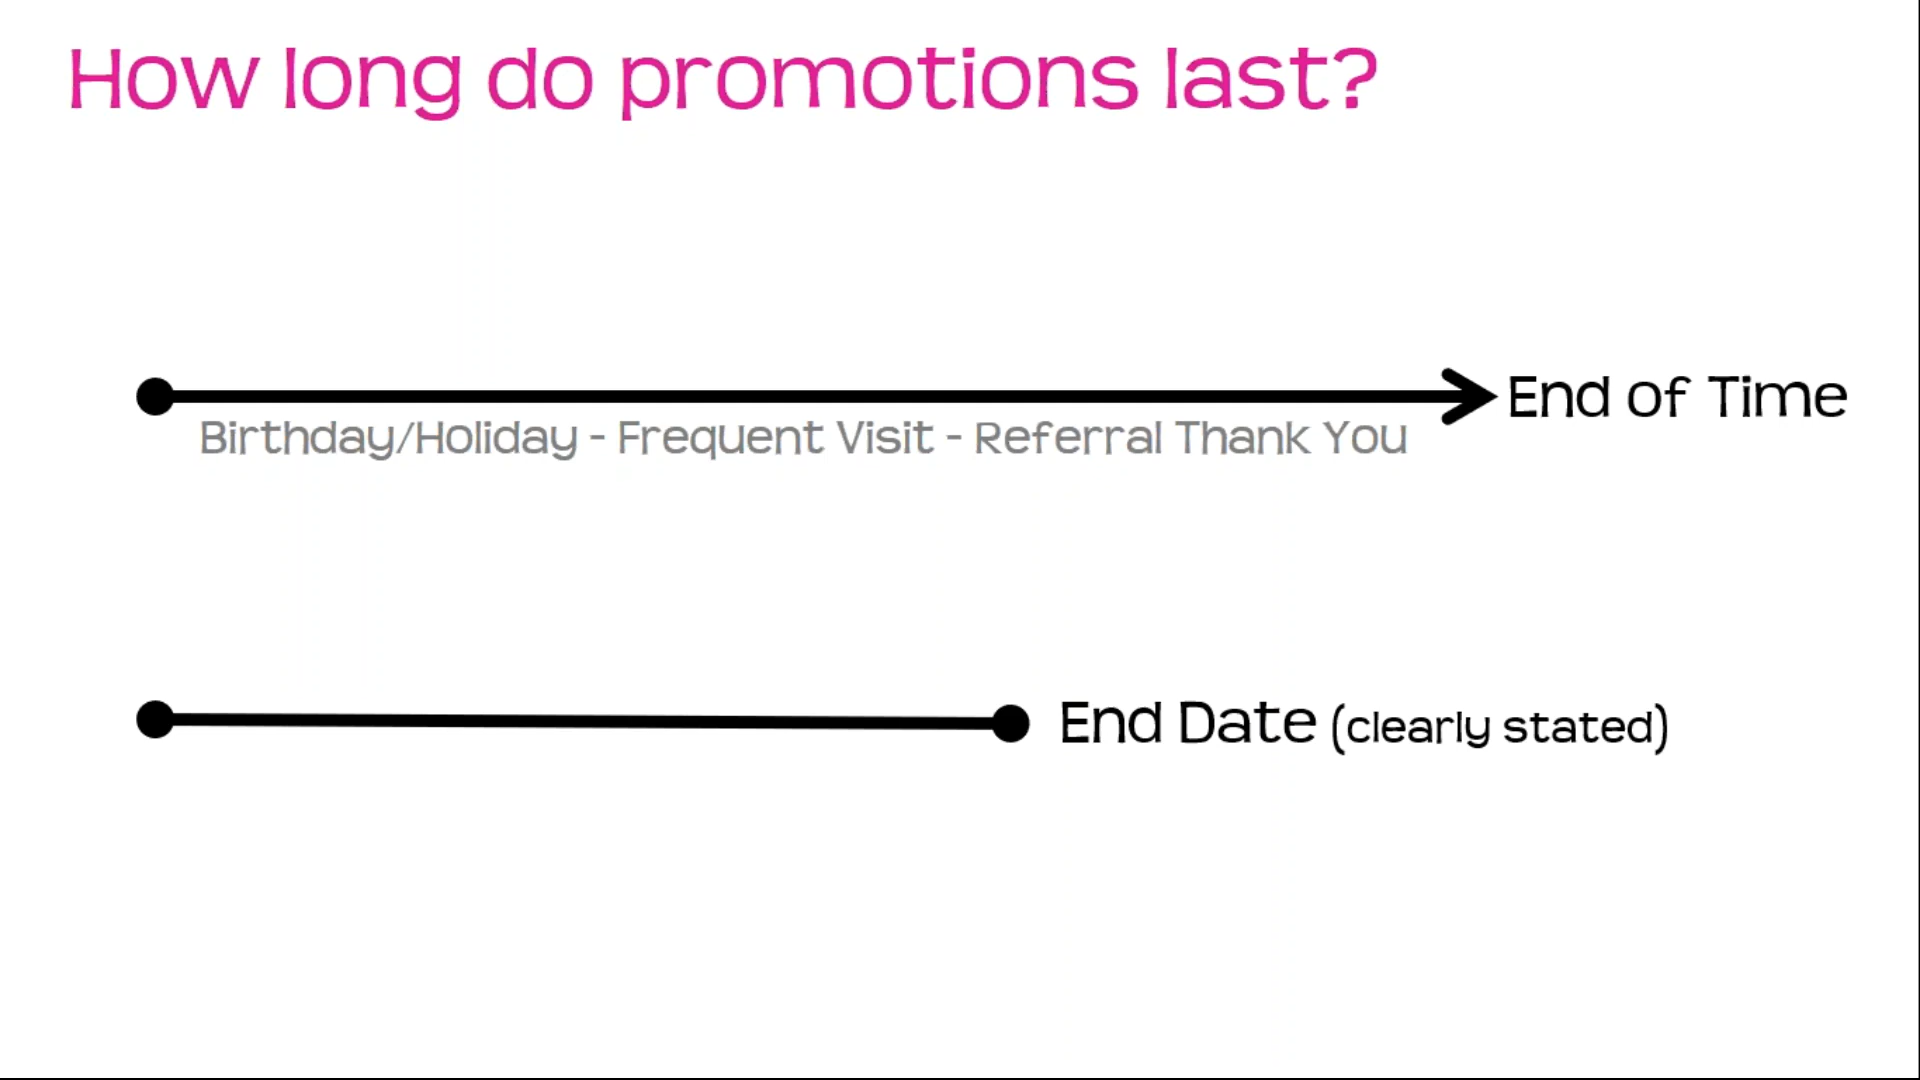 How long do promotions last?
End of Time
Birthday/Holiday - Frequent Visit - Referral Thank You
End Date (clearly stated)